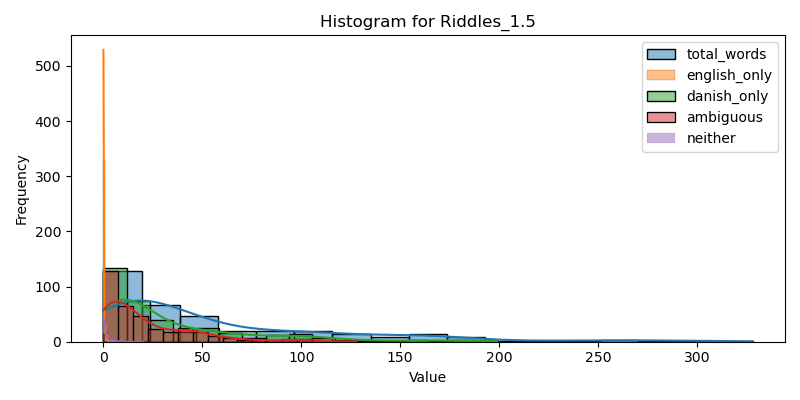 Histogram for Riddles_1.5
Frequency
500
400
300
200
100
0
0 50 100 150 200 250 300
Value
total_words
english_only
danish_only
ambiguous
neither